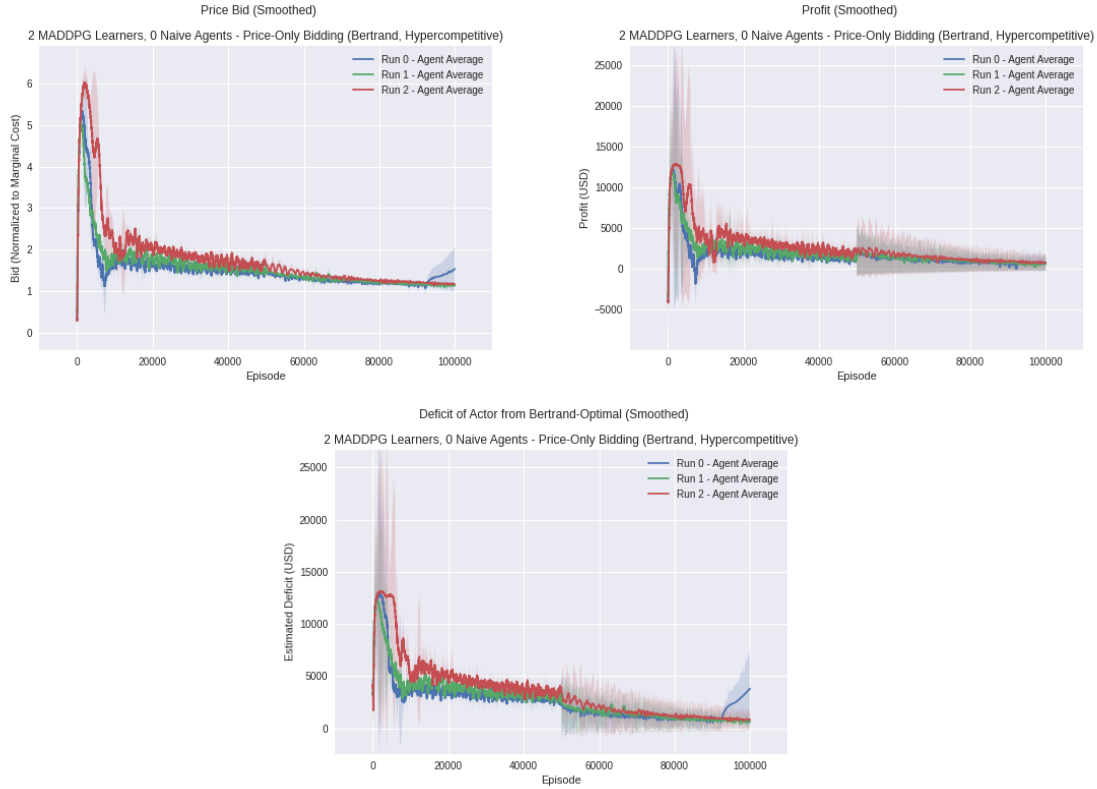 Price Bid (Smoothed)
2 MADDPG Learners, 0 Naive Agents - Price-Only Bidding (Bertrand, Hypercompetitive)
Run 0 - Agent Average
Run 1 - Agent Average
Run 2 - Agent Average
Bid (Normalized to Marginal Cost)
6
5
4
3
2
1
0
0 20000 40000 60000 80000 100000
Episode
Profit (Smoothed)
2 MADDPG Learners, 0 Naive Agents - Price-Only Bidding (Bertrand, Hypercompetitive)
Run 0 - Agent Average
Run 1 - Agent Average
Run 2 - Agent Average
Profit (USD)
25000
20000
15000
10000
5000
0
−5000
0 20000 40000 60000 80000 100000
Episode
Deficit of Actor from Bertrand-Optimal (Smoothed)
2 MADDPG Learners, 0 Naive Agents - Price-Only Bidding (Bertrand, Hypercompetitive)
Run 0 - Agent Average
Run 1 - Agent Average
Run 2 - Agent Average
Estimated Deficit (USD)
25000
20000
15000
10000
5000
0
0 20000 40000 60000 80000 100000
Episode